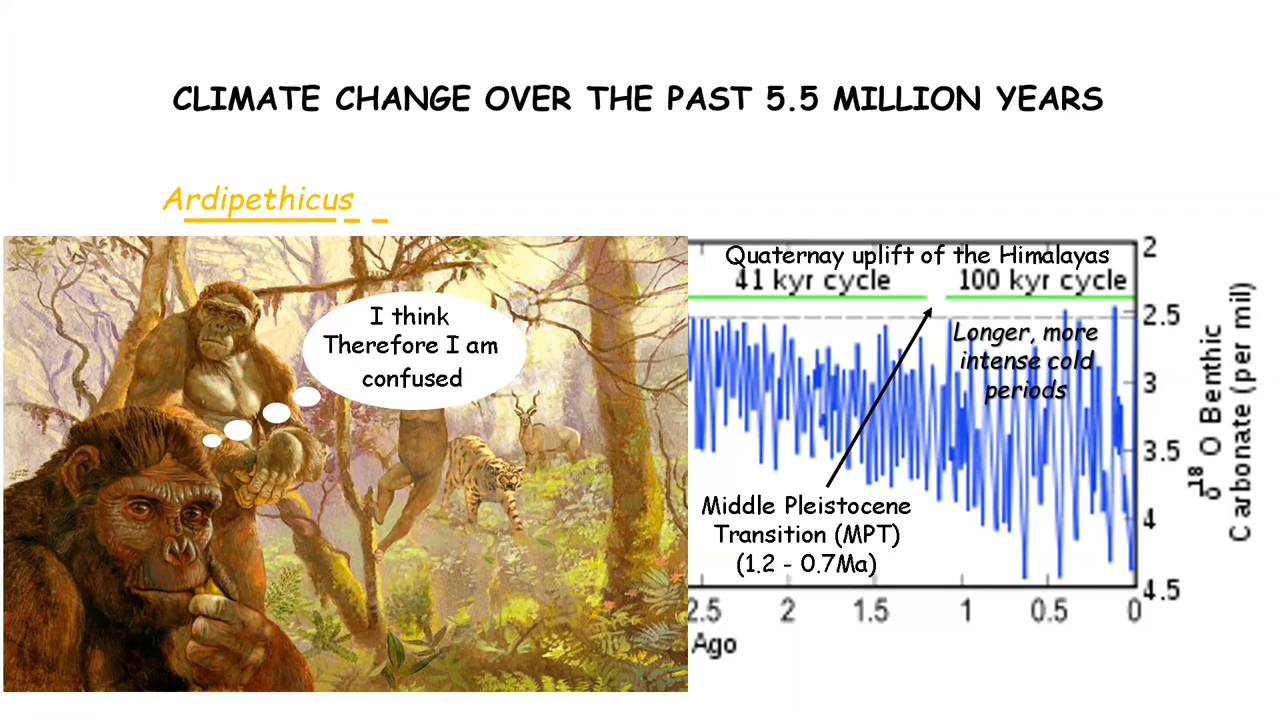 CLIMATE CHANGE OVER THE PAST 5.5 MILLION YEARS
Ardipethicus
I think
Therefore I am
confused
Quaternay uplift of the Himalayas
41 kyr cycle
100 kyr cycle
Longer, more
intense cold
periods
Middle Pleistocene
Transition (MPT)
(1.2 - 0.7Ma)
2
2.5
3
3.5
4
4.5
δ18 O Benthic
Carbonate (per mil)
2.5 2 1.5 1 0.5 0
Ago